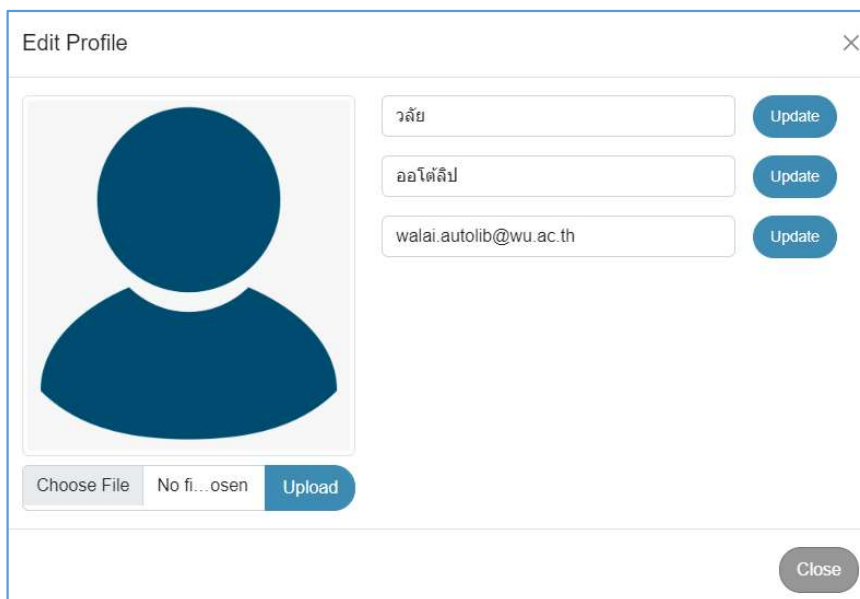 Edit Profile
วลัย
Update
ออโต้ลิป
Update
walai.autolib@wu.ac.th
Update
Choose File No fi...osen Upload
Close